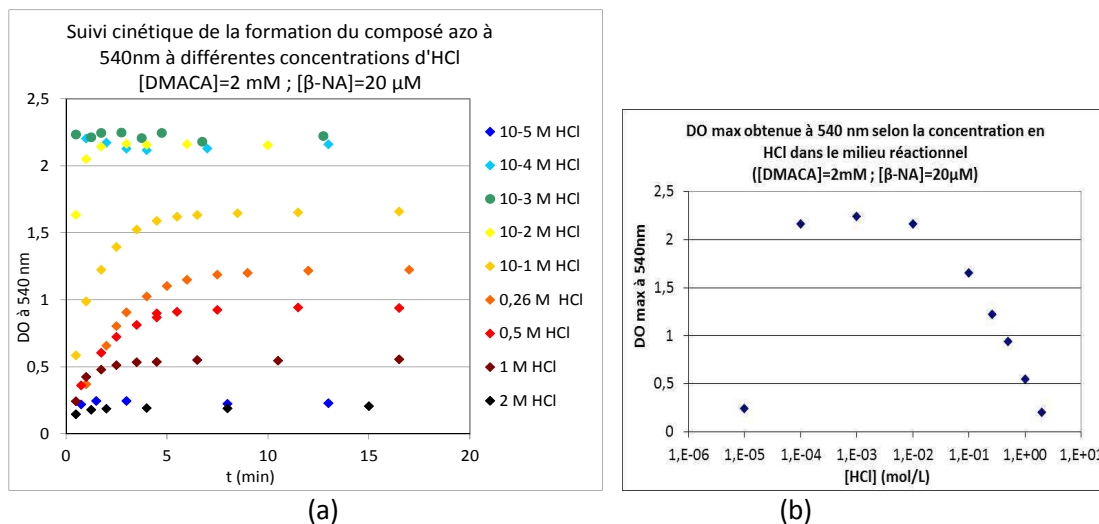 Suivi cinétique de la formation du composé azo à
540nm à différentes concentrations d'HCl
[DMACA]=2 mM ; [β-NA]=20 µM
DO à 540 nm
2,5
2
1,5
1
0,5
0
0
5
10
15
20
t (min)
10-5 M HCl
10-4 M HCl
10-3 M HCl
10-2 M HCl
10-1 M HCl
0,26 M HCl
0,5 M HCl
1 M HCl
2 M HCl
(a)
DO max obtenue à 540 nm selon la concentration en
HCl dans le milieu réactionnel
([DMACA]=2mM ; [β-NA]=20µM)
DO max à 540nm
2,5
2
1,5
1
0,5
0
1,E-06
1,E-05
1,E-04
1,E-03
1,E-02
1,E-01
1,E+00
1,E+01
[HCl] (mol/L)
(b)